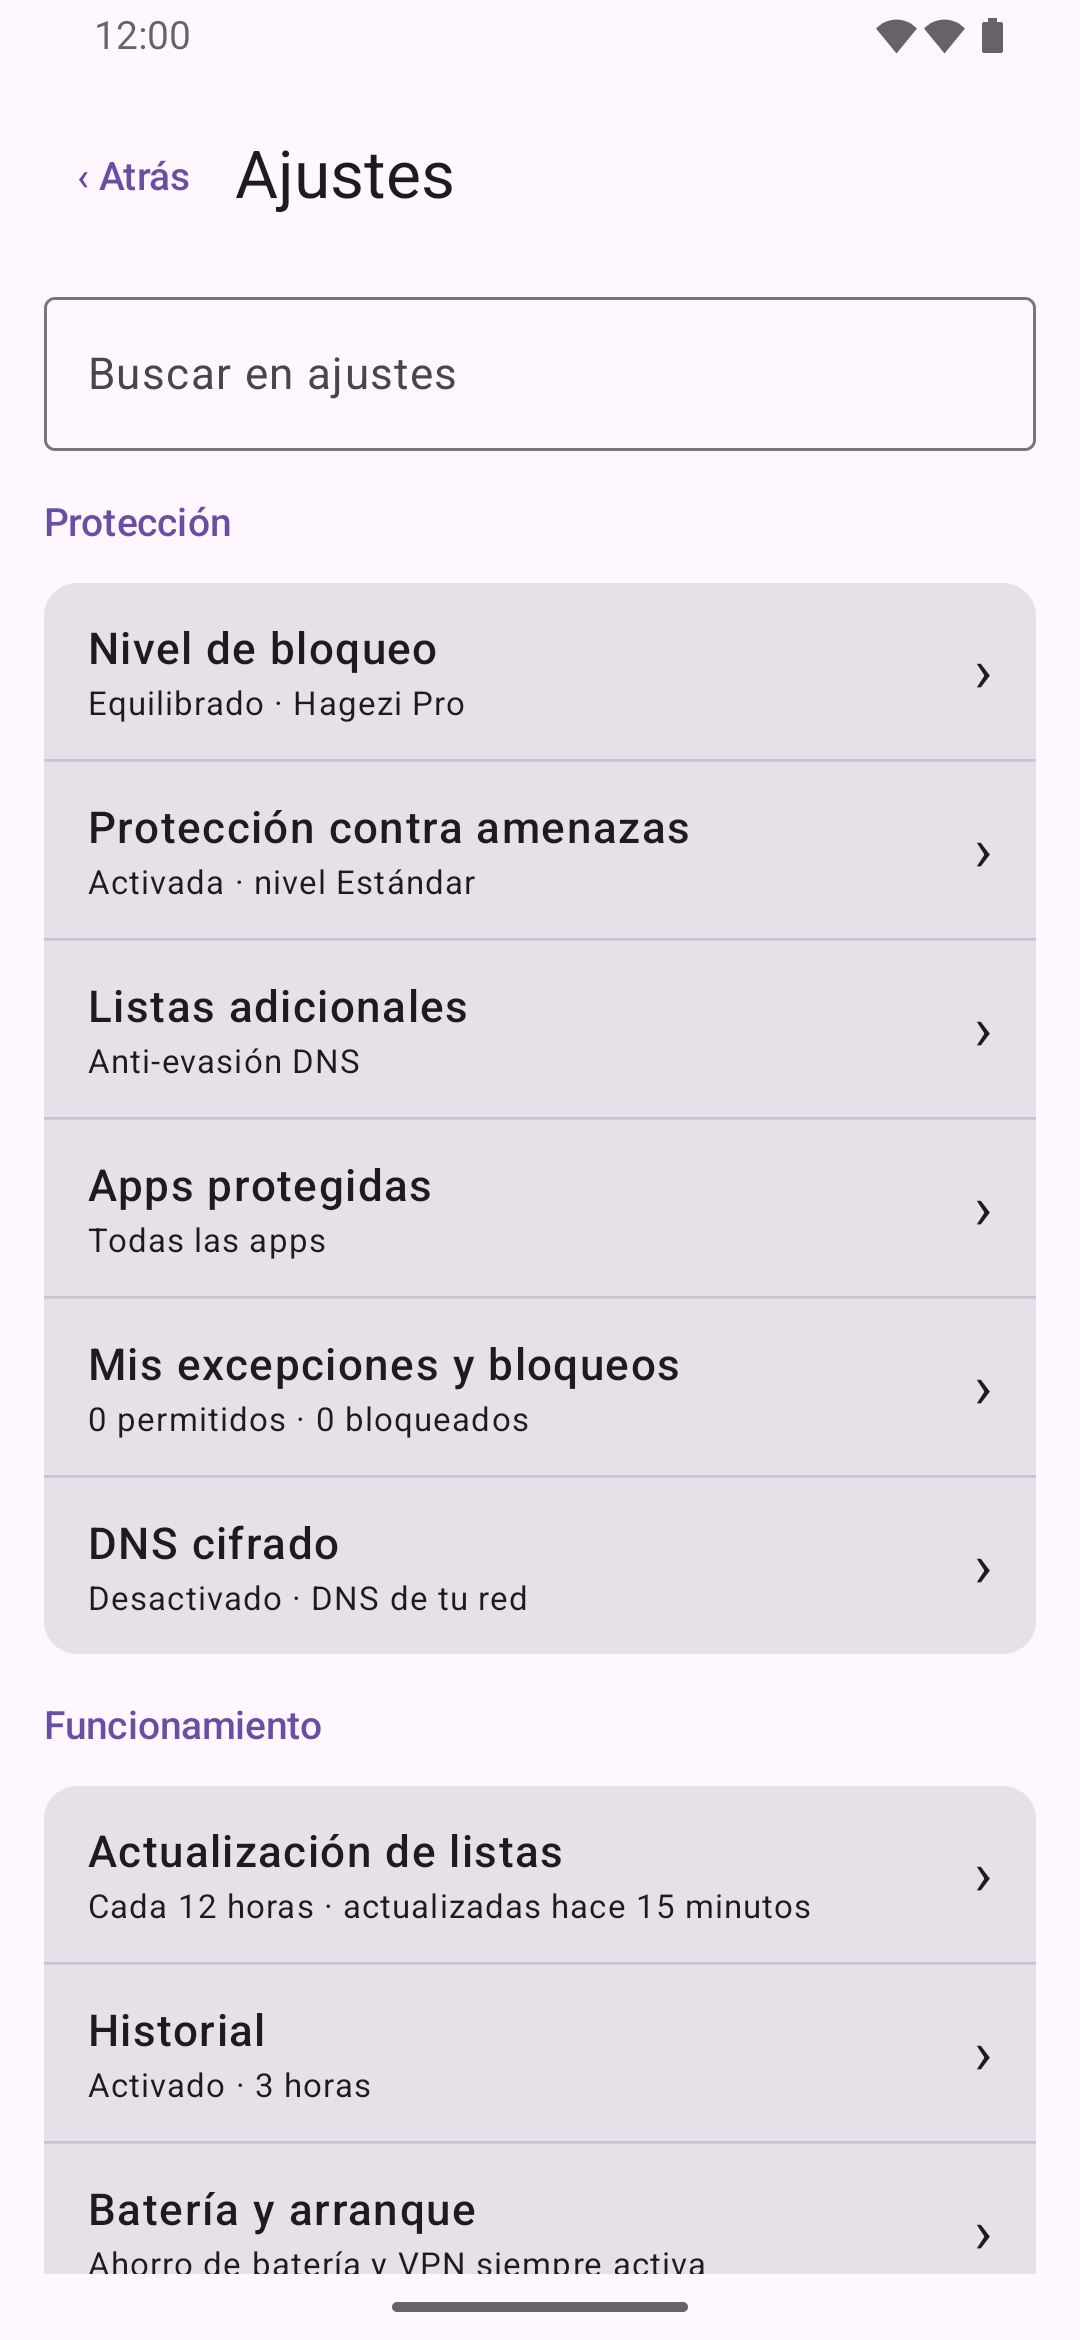 12:00
‹ Atrás Ajustes
Buscar en ajustes
Protección
Nivel de bloqueo
Equilibrado · Hagezi Pro
Protección contra amenazas
Activada · nivel Estándar
Listas adicionales
Anti-evasión DNS
Apps protegidas
Todas las apps
Mis excepciones y bloqueos
0 permitidos · 0 bloqueados
DNS cifrado
Desactivado · DNS de tu red
Funcionamiento
Actualización de listas
Cada 12 horas · actualizadas hace 15 minutos
Historial
Activado · 3 horas
Batería y arranque
Ahorro de batería y VPN siempre activa